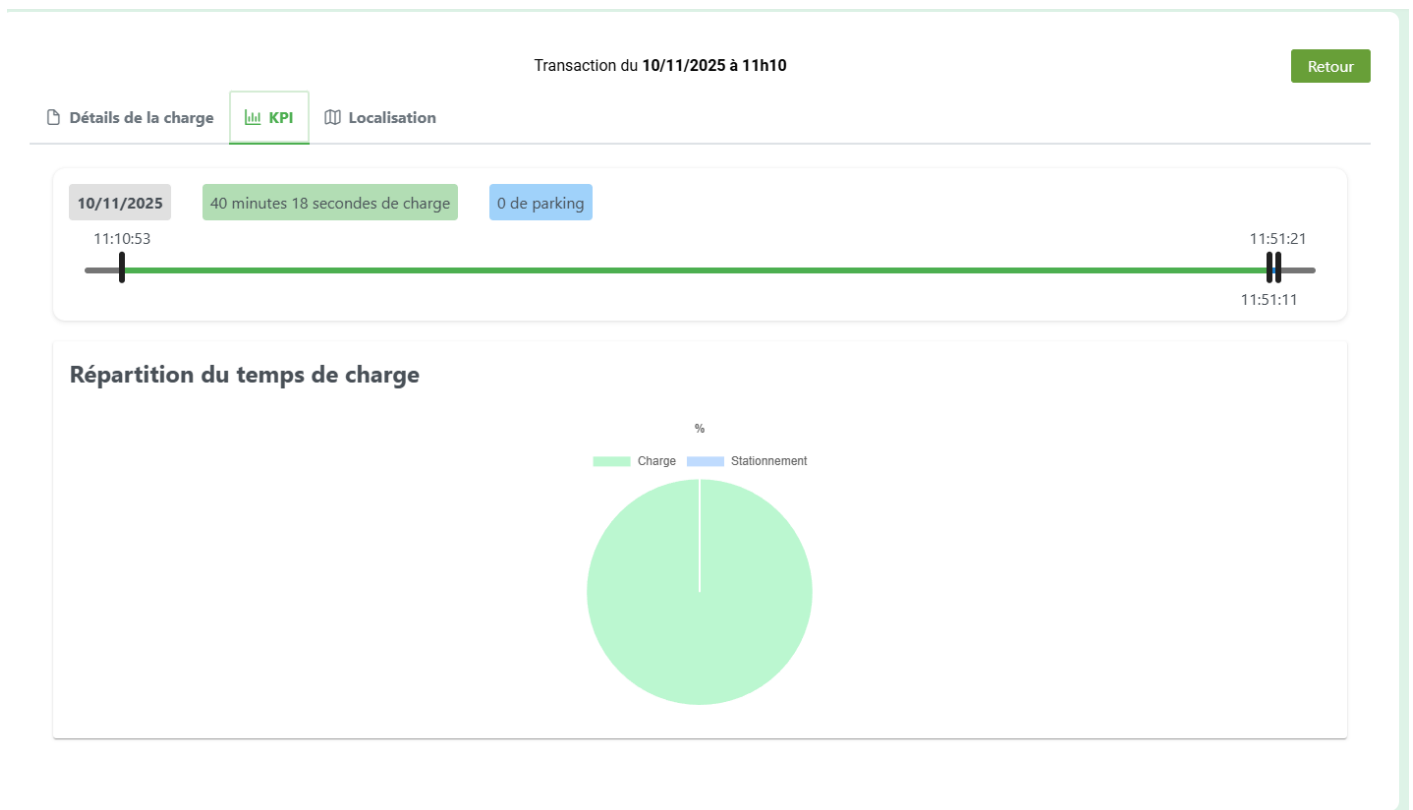 Transaction du 10/11/2025 à 11h10
Retour
Détails de la charge KPI Localisation
10/11/2025 40 minutes 18 secondes de charge 0 de parking
11:10:53 11:51:21
11:51:11
Répartition du temps de charge
%
Charge Stationnement